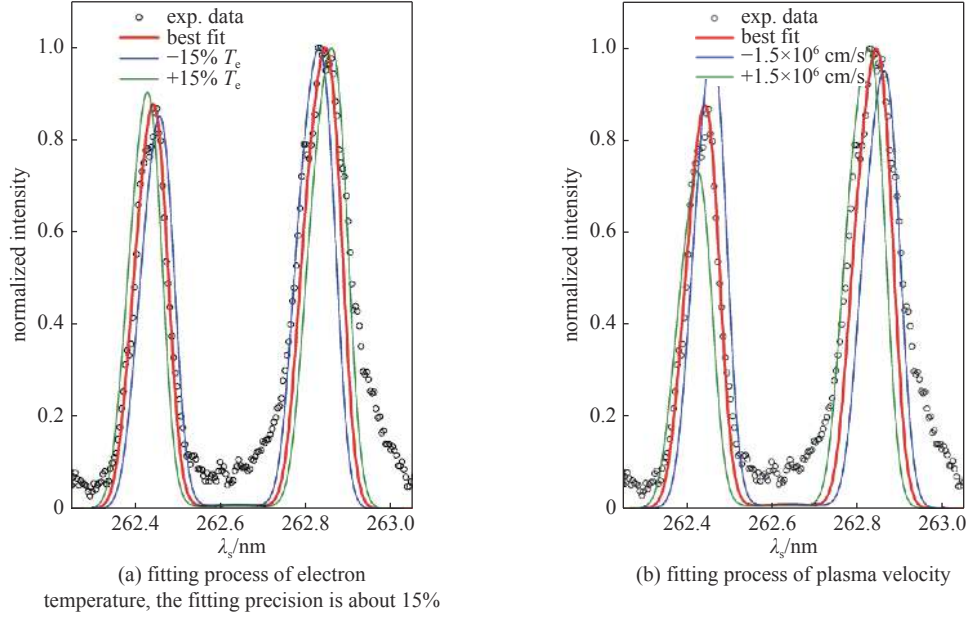 exp. data
best fit
−15% Te
+15% Te
1.0
0.8
0.6
0.4
0.2
0
normalized intensity
262.4 262.6 262.8 263.0
λs/nm
(a) fitting process of electron
temperature, the fitting precision is about 15%
exp. data
best fit
−1.5×10⁶ cm/s
+1.5×10⁶ cm/s
1.0
0.8
0.6
0.4
0.2
0
normalized intensity
262.4 262.6 262.8 263.0
λs/nm
(b) fitting process of plasma velocity